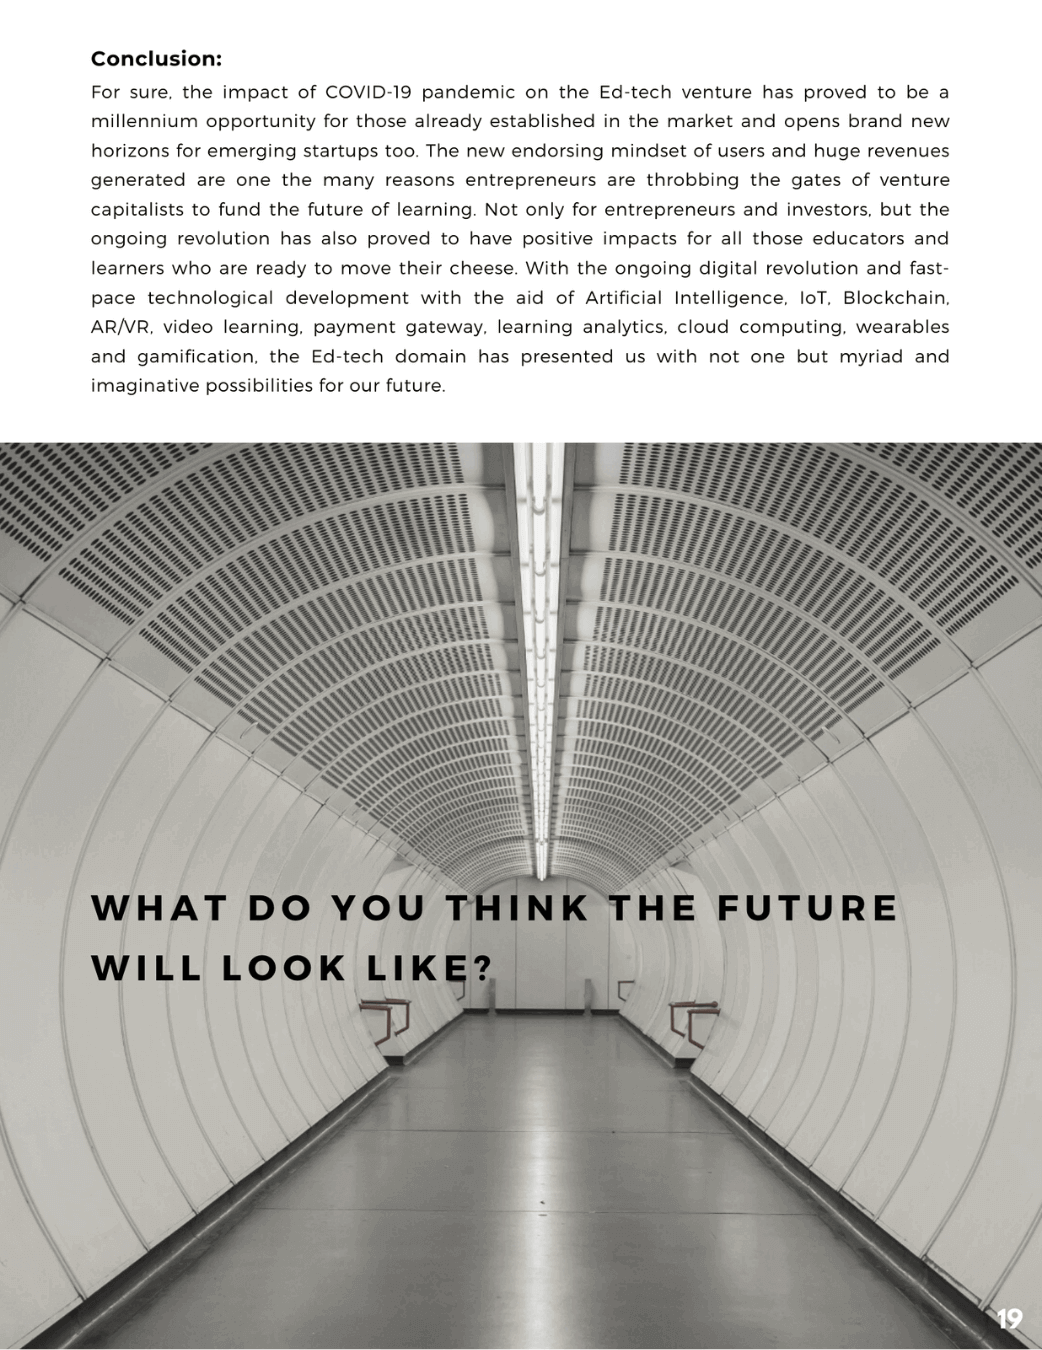 Conclusion:
For sure, the impact of COVID-19 pandemic on the Ed-tech venture has proved to be a
millennium opportunity for those already established in the market and opens brand new
horizons for emerging startups too. The new endorsing mindset of users and huge revenues
generated are one the many reasons entrepreneurs are throbbing the gates of venture
capitalists to fund the future of learning. Not only for entrepreneurs and investors, but the
ongoing revolution has also proved to have positive impacts for all those educators and
learners who are ready to move their cheese. With the ongoing digital revolution and fast-
pace technological development with the aid of Artificial Intelligence, IoT, Blockchain,
AR/VR, video learning, payment gateway, learning analytics, cloud computing, wearables
and gamification, the Ed-tech domain has presented us with not one but myriad and
imaginative possibilities for our future.
WHAT DO YOU THINK THE FUTURE
WILL LOOK LIKE?
19